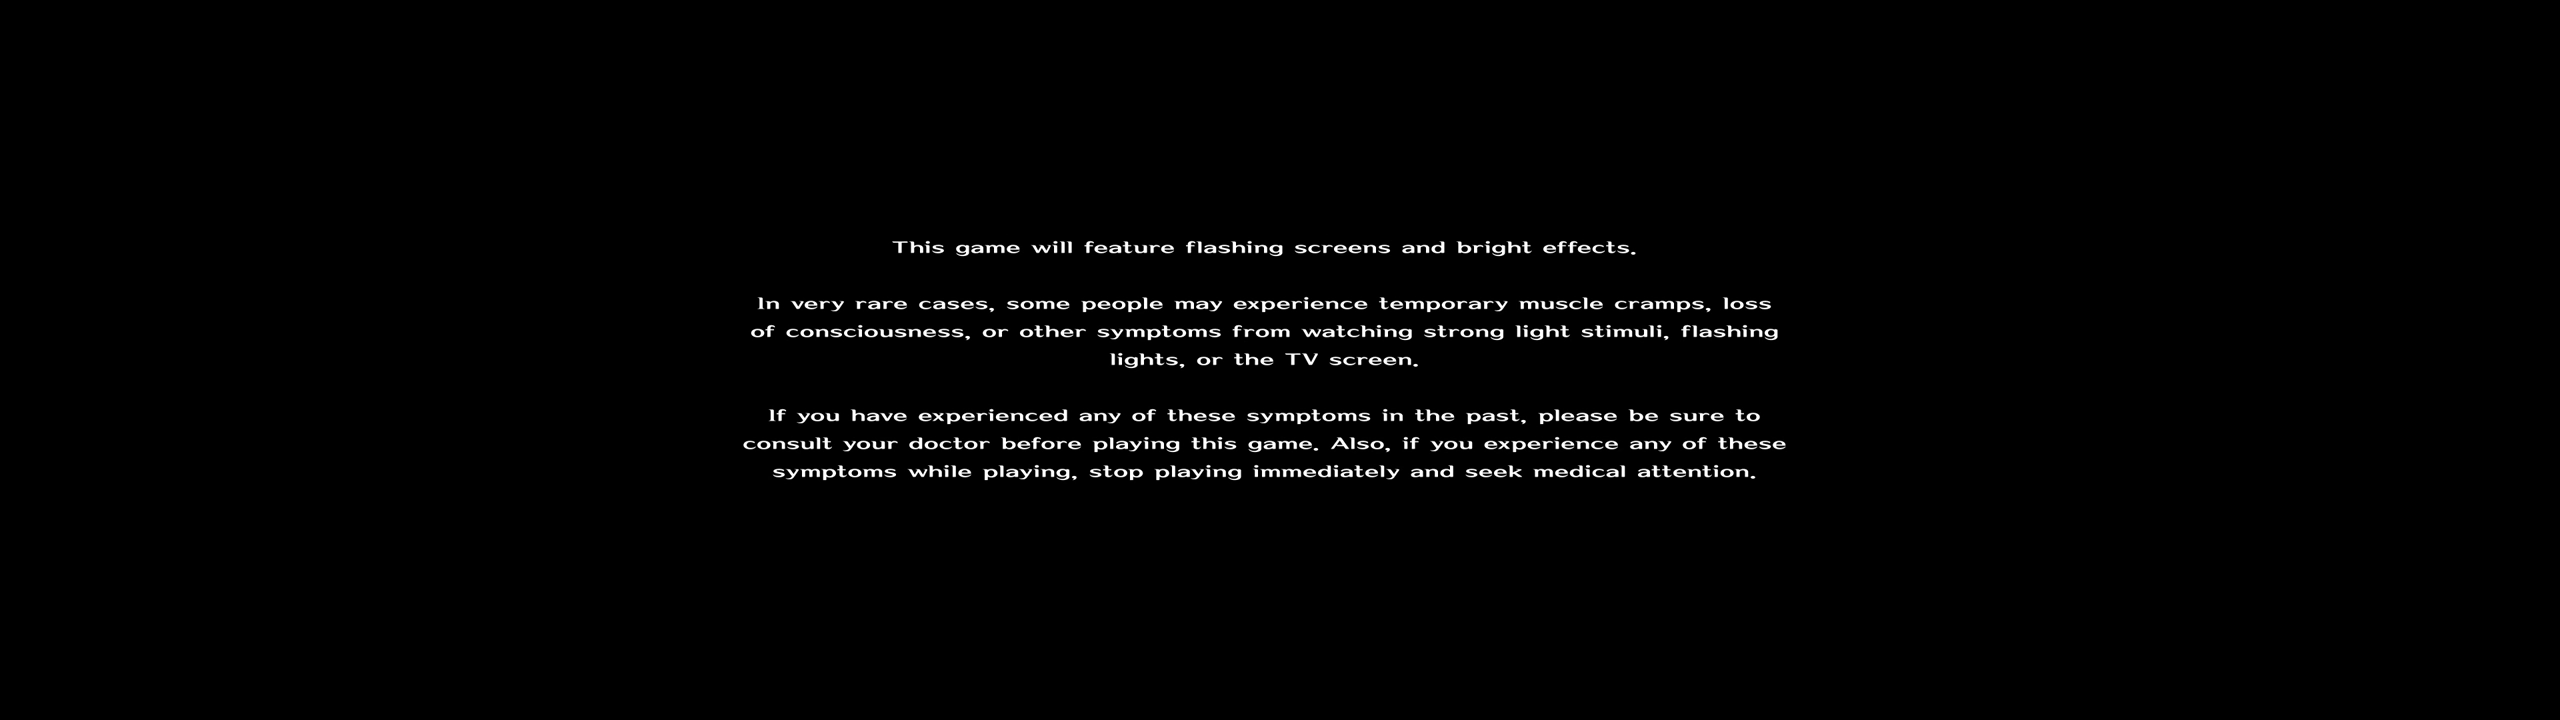 This game will feature flashing screens and bright effects.
In very rare cases, some people may experience temporary muscle cramps, loss
of consciousness, or other symptoms from watching strong light stimuli, flashing
lights, or the TV screen.
If you have experienced any of these symptoms in the past, please be sure to
consult your doctor before playing this game. Also, if you experience any of these
symptoms while playing, stop playing immediately and seek medical attention.